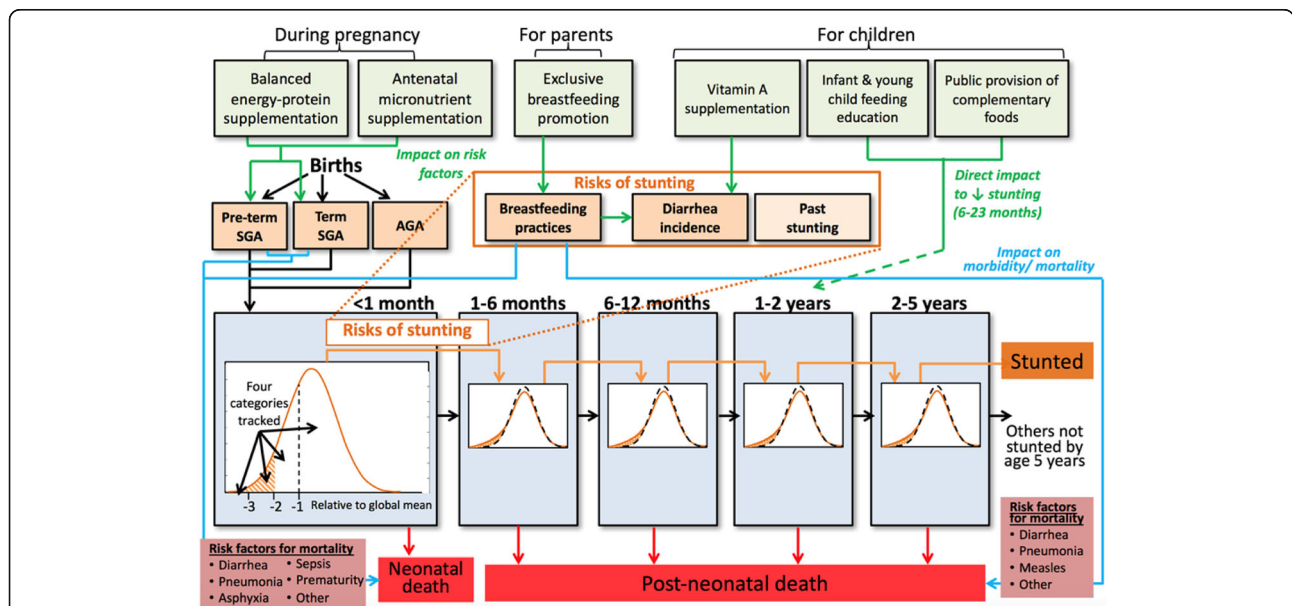 During pregnancy
For parents
For children
Balanced
energy-protein
supplementation
Antenatal
micronutrient
supplementation
Exclusive
breastfeeding
promotion
Vitamin A
supplementation
Infant & young
child feeding
education
Public provision of
complementary
foods
Impact on risk
factors
Births
Risks of stunting
Direct impact
to ↓ stunting
(6-23 months)
Pre-term
SGA
Term
SGA
AGA
Breastfeeding
practices
Diarrhea
incidence
Past
stunting
Impact on
morbidity/ mortality
<1 month
1-6 months
6-12 months
1-2 years
2-5 years
Risks of stunting
Stunted
Four
categories
tracked
Others not
stunted by
age 5 years
-3
-2
-1
Relative to global mean
Risk factors for mortality
• Diarrhea
• Pneumonia
• Asphyxia
• Sepsis
• Prematurity
• Other
Neonatal
death
Post-neonatal death
Risk factors
for mortality
• Diarrhea
• Pneumonia
• Measles
• Other